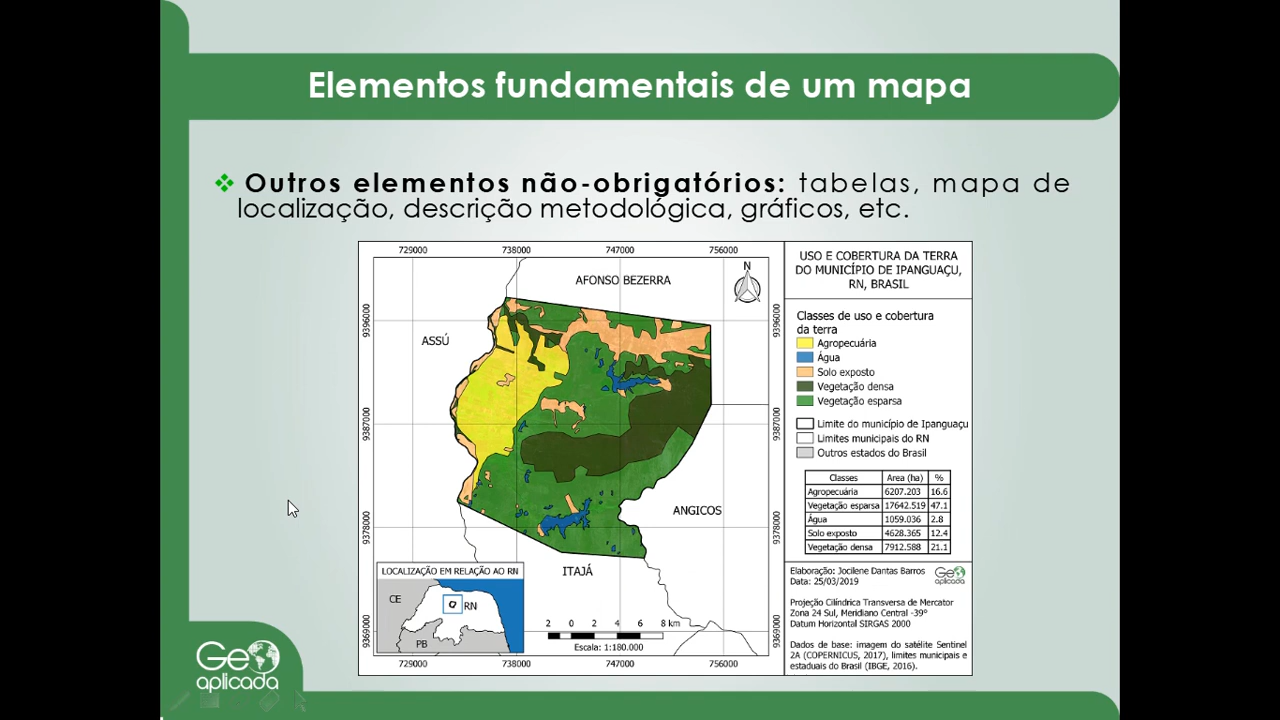 Elementos fundamentais de um mapa
Outros elementos não-obrigatórios: tabelas, mapa de
localização, descrição metodológica, gráficos, etc.
729000 738000 747000 756000
AFONSO BEZERRA
N
ASSÚ
ANGICOS
ITAJÁ
9396000 9396000
9387000 9387000
9378000 9378000
9369000 9369000
LOCALIZAÇÃO EM RELAÇÃO AO RN
CE
RN
PB
2 0 2 4 6 8 km
Escala: 1:180.000
729000 738000 747000 756000
USO E COBERTURA DA TERRA
DO MUNICÍPIO DE IPANGUAÇU,
RN, BRASIL
Classes de uso e cobertura
da terra
Agropecuária
Água
Solo exposto
Vegetação densa
Vegetação esparsa
Limite do município de Ipanguaçu
Limites municipais do RN
Outros estados do Brasil
Classes Area (ha) %
Agropecuária 6207.203 16.6
Vegetação esparsa 17642.519 47.1
Água 1059.036 2.8
Solo exposto 4628.365 12.4
Vegetação densa 7912.588 21.1
Elaboração: Jocilene Dantas Barros
Data: 25/03/2019
Geo
aplicada
Projeção Cilíndrica Transversa de Mercator
Zona 24 Sul, Meridiano Central -39º
Datum Horizontal SIRGAS 2000
Dados de base: imagem do satélite Sentinel
2A (COPERNICUS, 2017), limites municipais e
estaduais do Brasil (IBGE, 2016).
Geo
aplicada